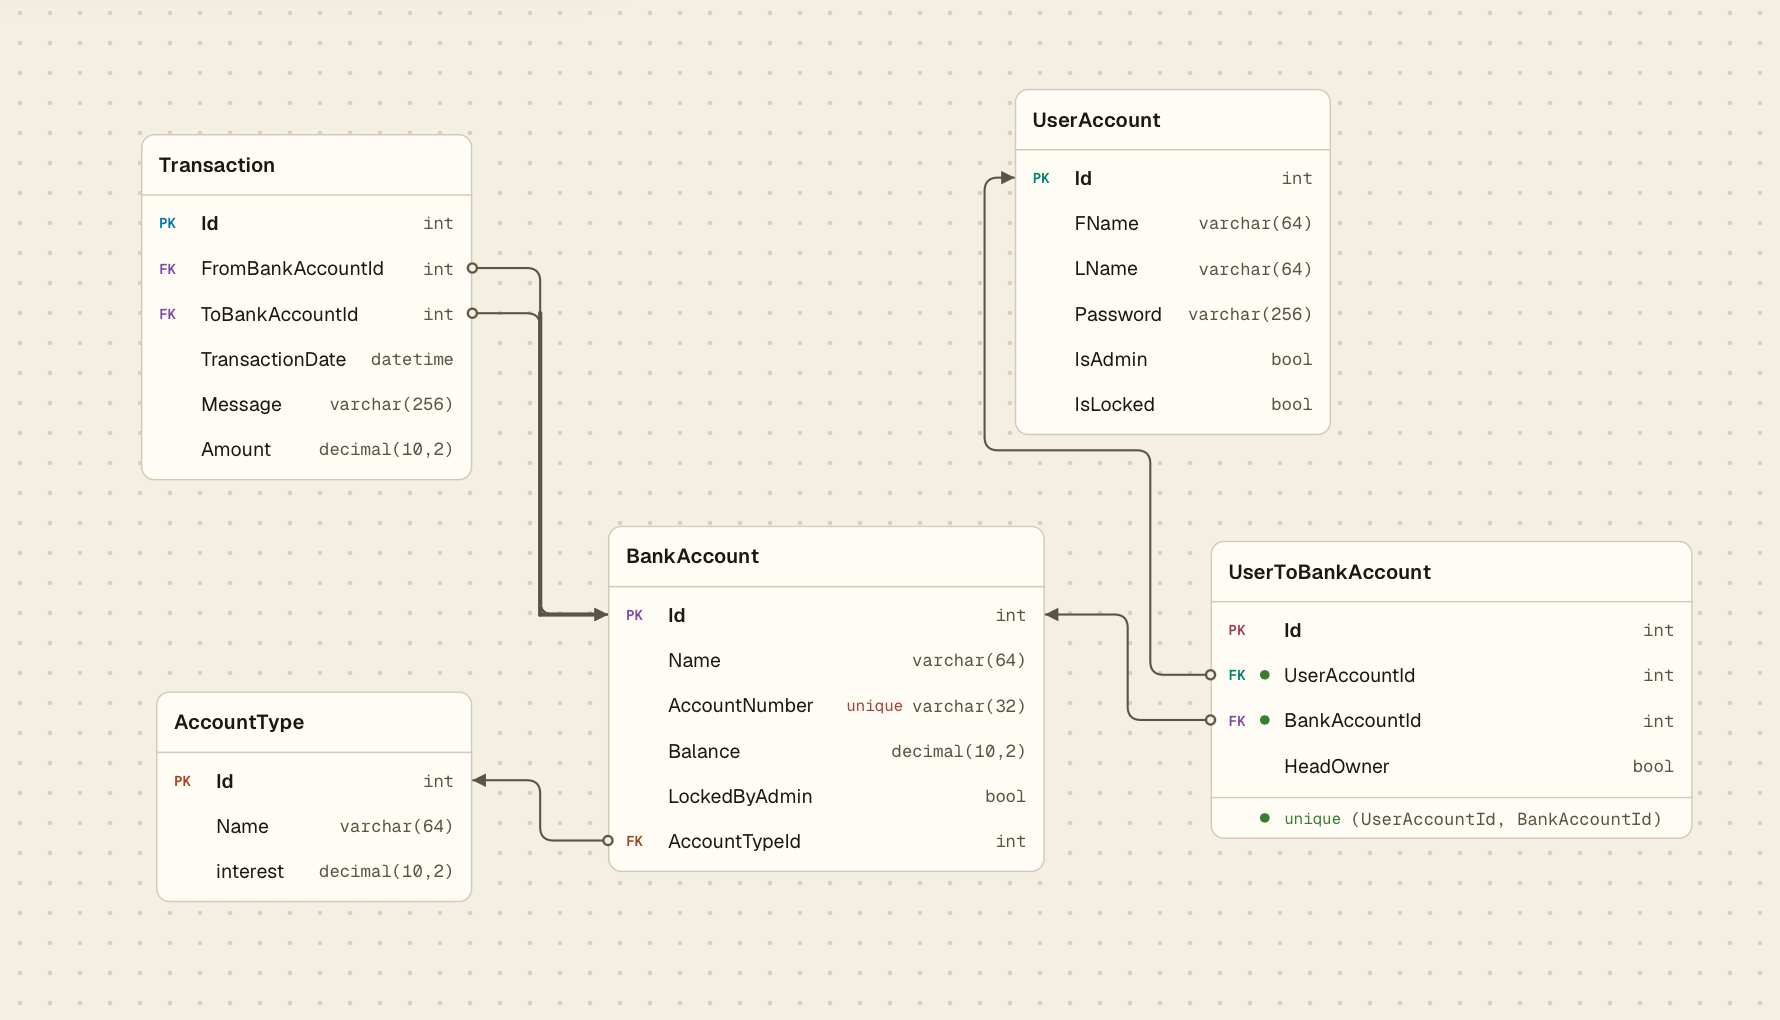 Transaction
PK Id int
FK FromBankAccountId int
FK ToBankAccountId int
TransactionDate datetime
Message varchar(256)
Amount decimal(10,2)
UserAccount
PK Id int
FName varchar(64)
LName varchar(64)
Password varchar(256)
IsAdmin bool
IsLocked bool
BankAccount
PK Id int
Name varchar(64)
AccountNumber unique varchar(32)
Balance decimal(10,2)
LockedByAdmin bool
FK AccountTypeId int
UserToBankAccount
PK Id int
FK UserAccountId int
FK BankAccountId int
HeadOwner bool
unique (UserAccountId, BankAccountId)
AccountType
PK Id int
Name varchar(64)
interest decimal(10,2)